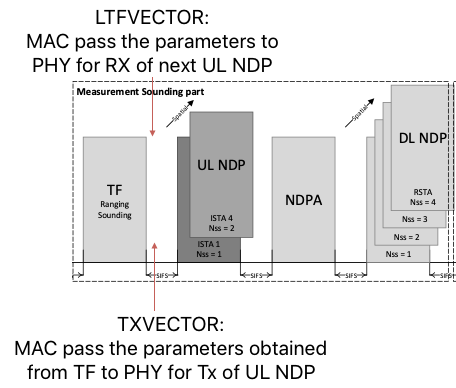 LTFVECTOR:
MAC pass the parameters to
PHY for RX of next UL NDP
Measurement Sounding part
Spatial
Spatial
TF
Ranging
Sounding
UL NDP
ISTA 4
Nss = 2
ISTA 1
Nss = 1
NDPA
DL NDP
RSTA
Nss = 4
Nss = 3
Nss = 2
Nss = 1
SIFS
SIFS
SIFS
SIFS
TXVECTOR:
MAC pass the parameters obtained
from TF to PHY for Tx of UL NDP